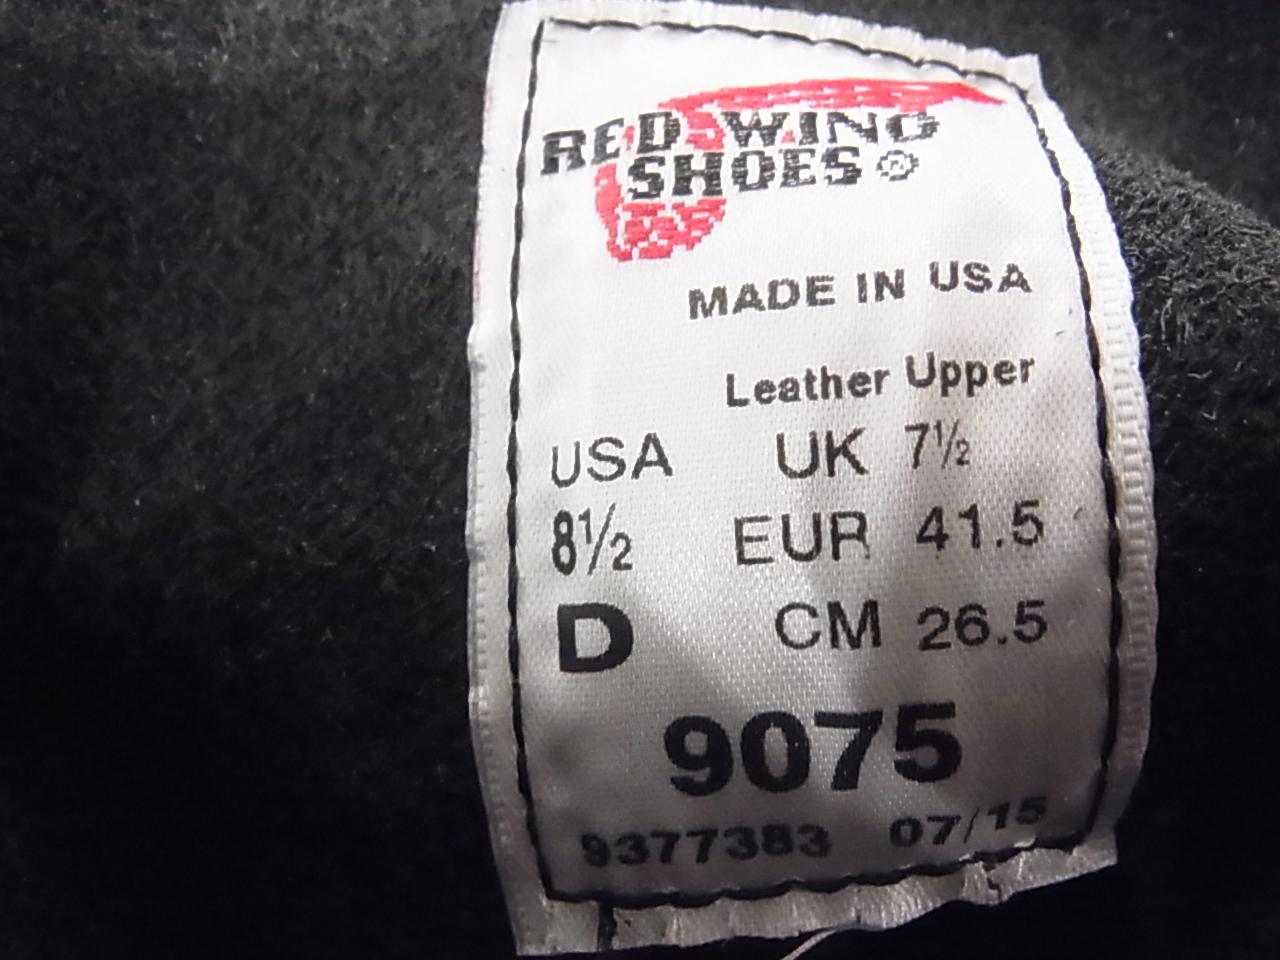 RED WING
SHOES ®
MADE IN USA
Leather Upper
USA UK 7½
8½ EUR 41.5
D CM 26.5
9075
9377383 07/15